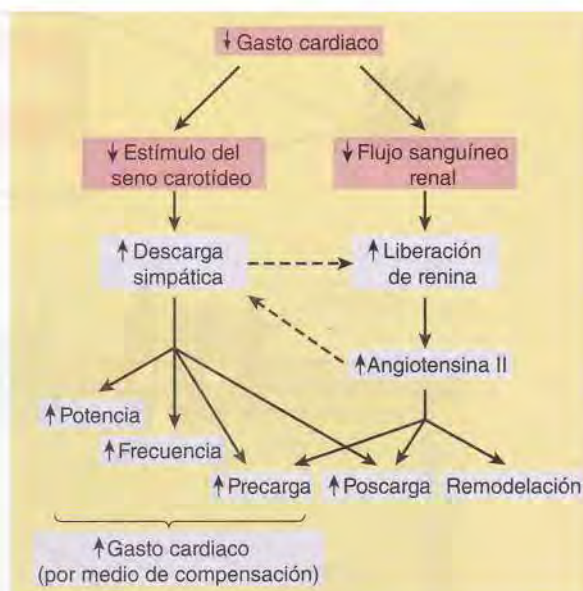 ↓ Gasto cardiaco
↓ Estímulo del
seno carotídeo
↓ Flujo sanguíneo
renal
↑ Descarga
simpática
↑ Liberación
de renina
↑ Angiotensina II
↑ Potencia
↑ Frecuencia
↑ Precarga
↑ Poscarga
Remodelación
↑ Gasto cardiaco
(por medio de compensación)